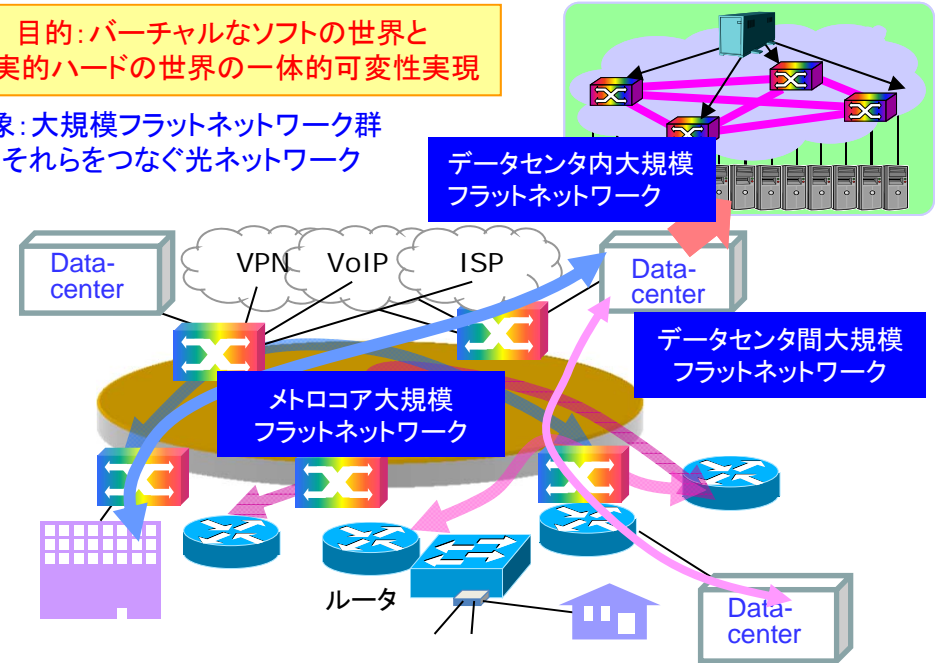 目的：バーチャルなソフトの世界と
実的ハードの世界の一体的可変性実現
象：大規模フラットネットワーク群
それらをつなぐ光ネットワーク
データセンタ内大規模
フラットネットワーク
Data-
center
VPN
VoIP
ISP
Data-
center
データセンタ間大規模
フラットネットワーク
メトロコア大規模
フラットネットワーク
ルータ
Data-
center